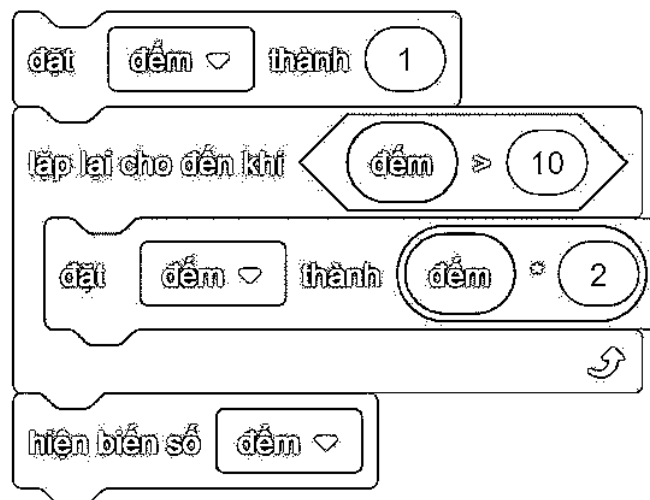 đặt đếm thành 1
lặp lại cho đến khi đếm > 10
đặt đếm thành đếm * 2
hiện biến số đếm